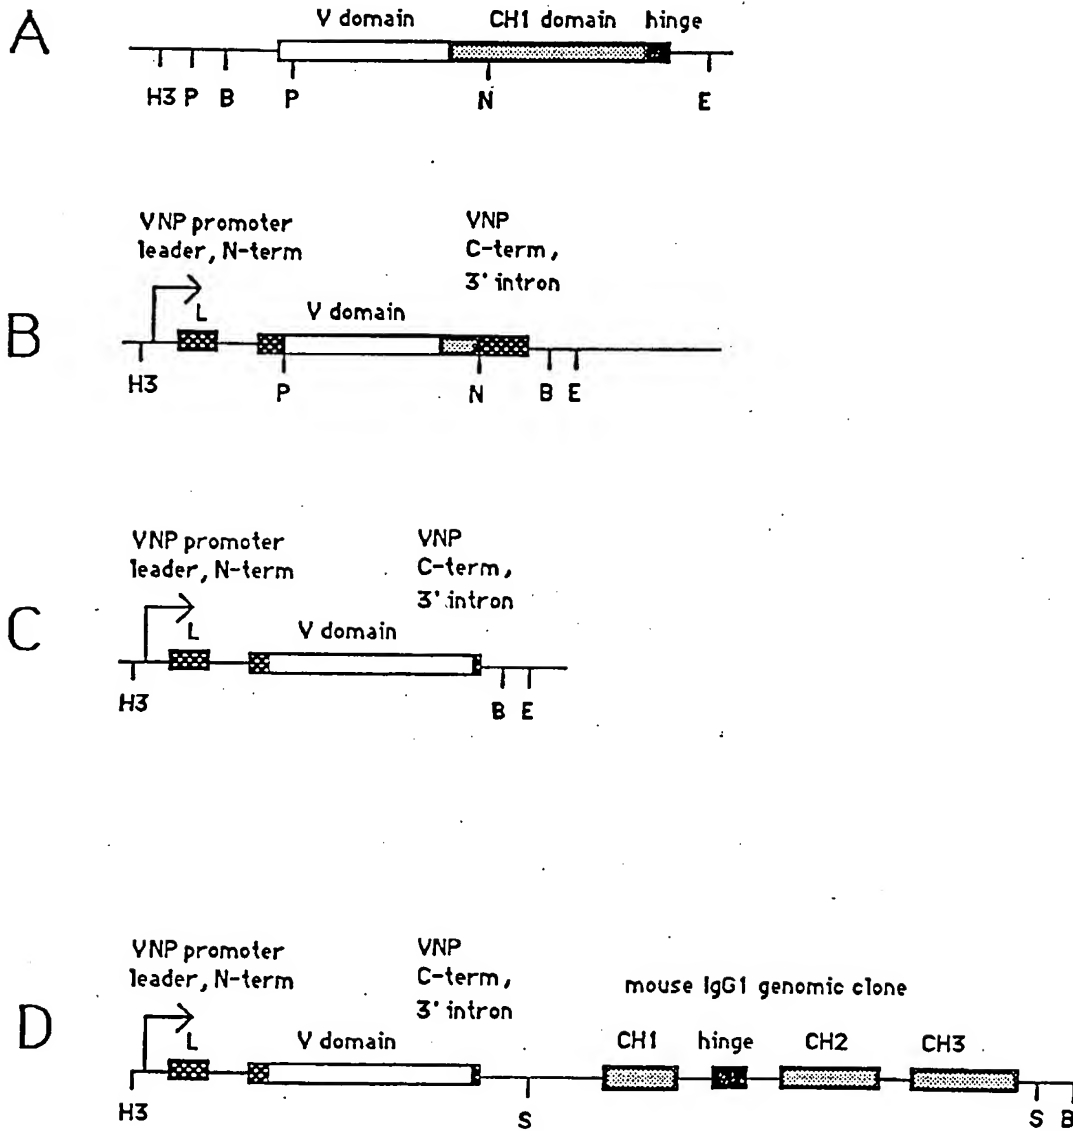 A
V domain CH1 domain hinge
H3 P B P N E
B
VNP promoter
leader, N-term
VNP
C-term,
3' intron
L
V domain
H3 P N B E
C
VNP promoter
leader, N-term
VNP
C-term,
3' intron
L
V domain
H3 B E
D
VNP promoter
leader, N-term
VNP
C-term,
3' intron
mouse IgG1 genomic clone
L
V domain
CH1 hinge CH2 CH3
H3 S S B